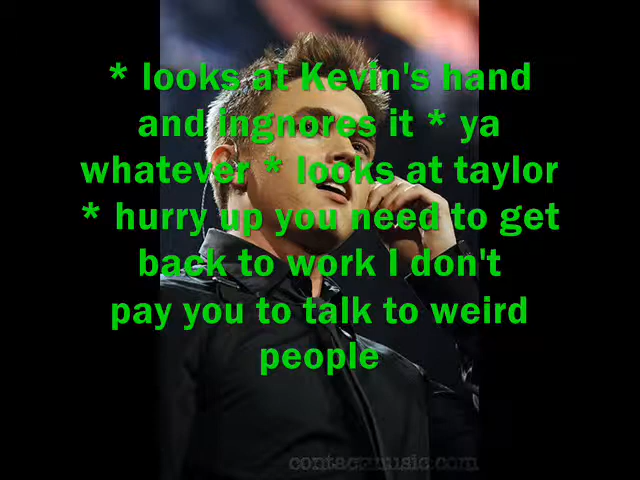 * looks at Kevin's hand
and ingnores it * ya
whatever * looks at taylor
* hurry up you need to get
back to work I don't
pay you to talk to weird
people
contactmusic.com